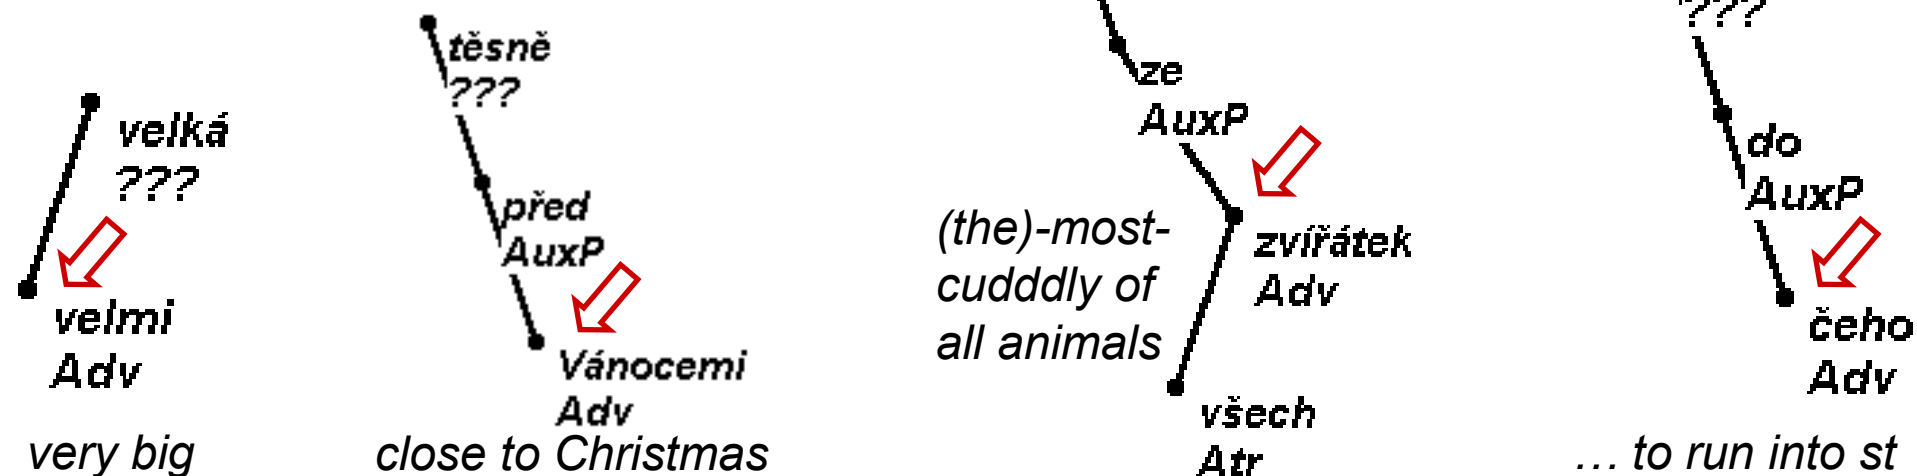 velká
???
velmi
Adv
very big
těsně
???
před
AuxP
Vánocemi
Adv
close to Christmas
ze
AuxP
(the)-most-
cudddly of
all animals
zvířátek
Adv
všech
Atr
???
do
AuxP
čeho
Adv
… to run into st